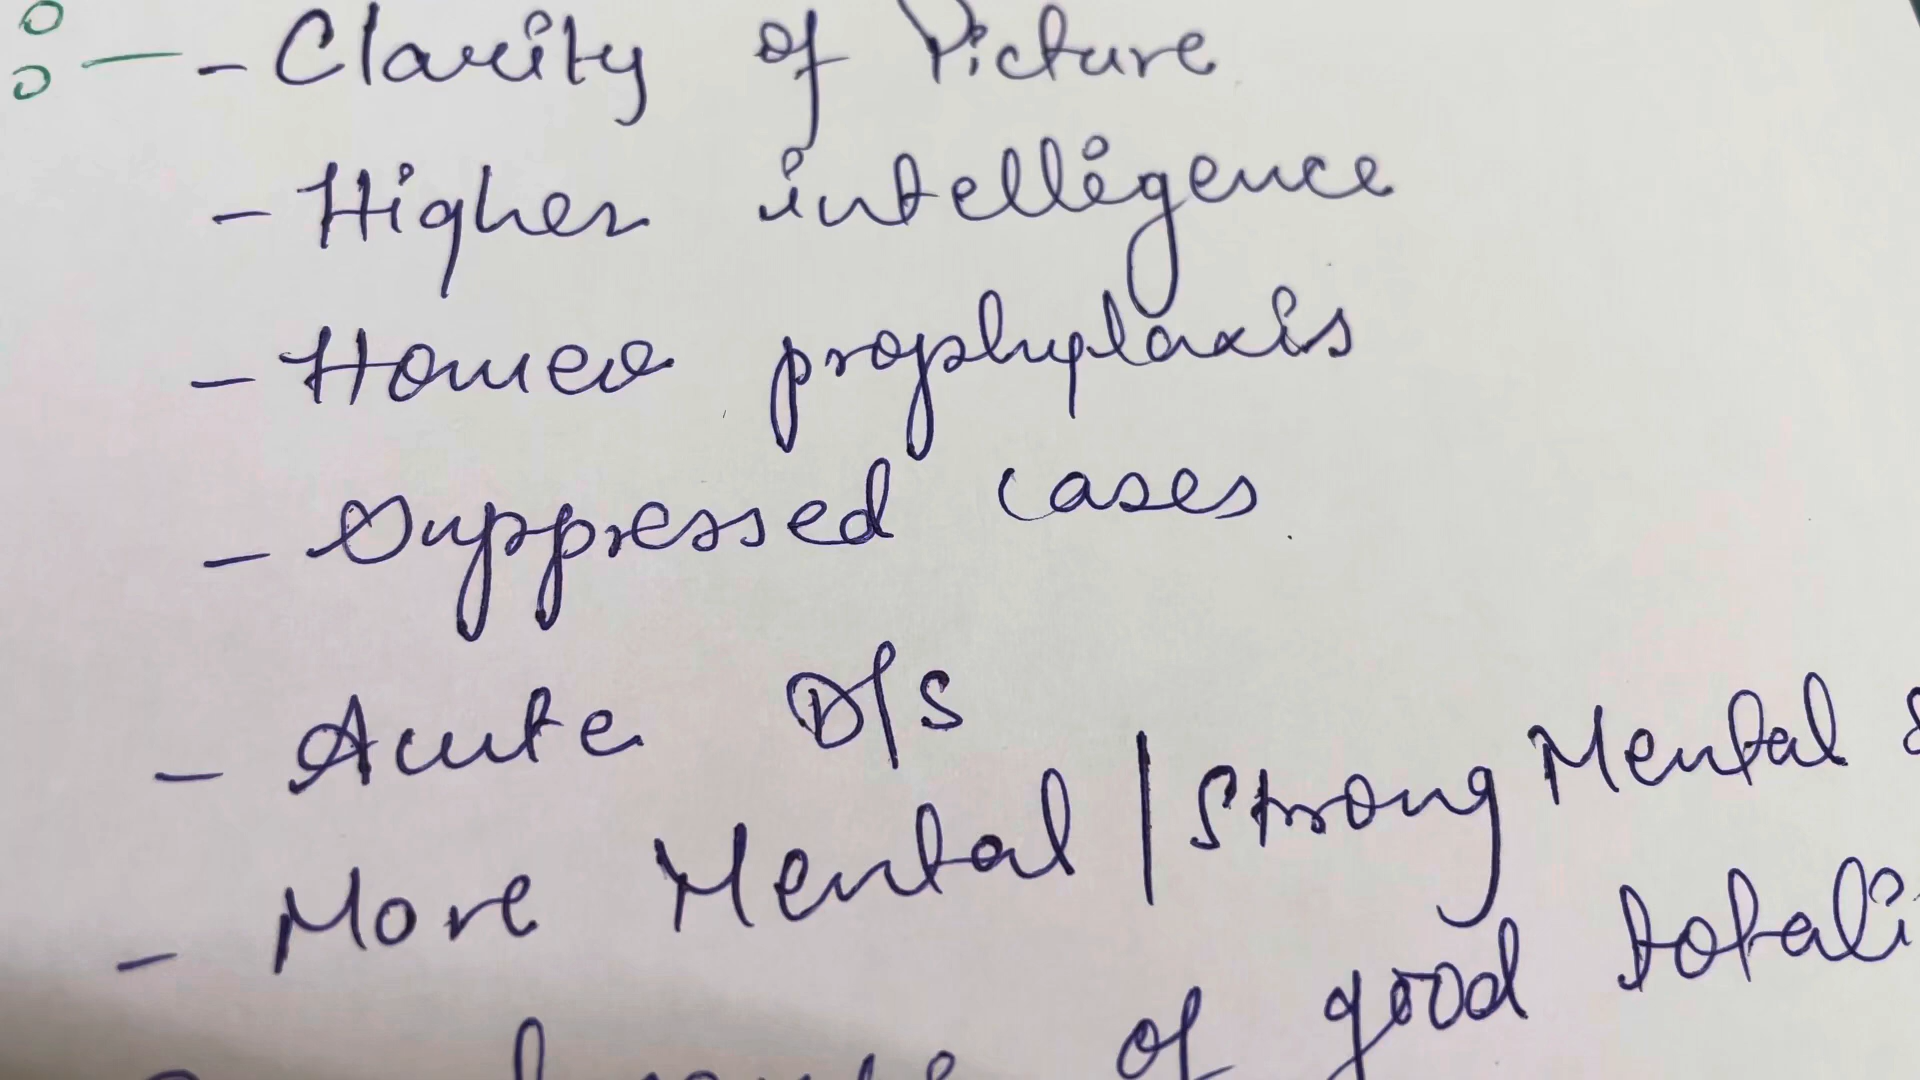 - Clarity of Picture
- Higher intelligence
- Homeo prophylaxis
- Suppressed cases
- Acute D/S
- More Mental / Strong Mental
of good